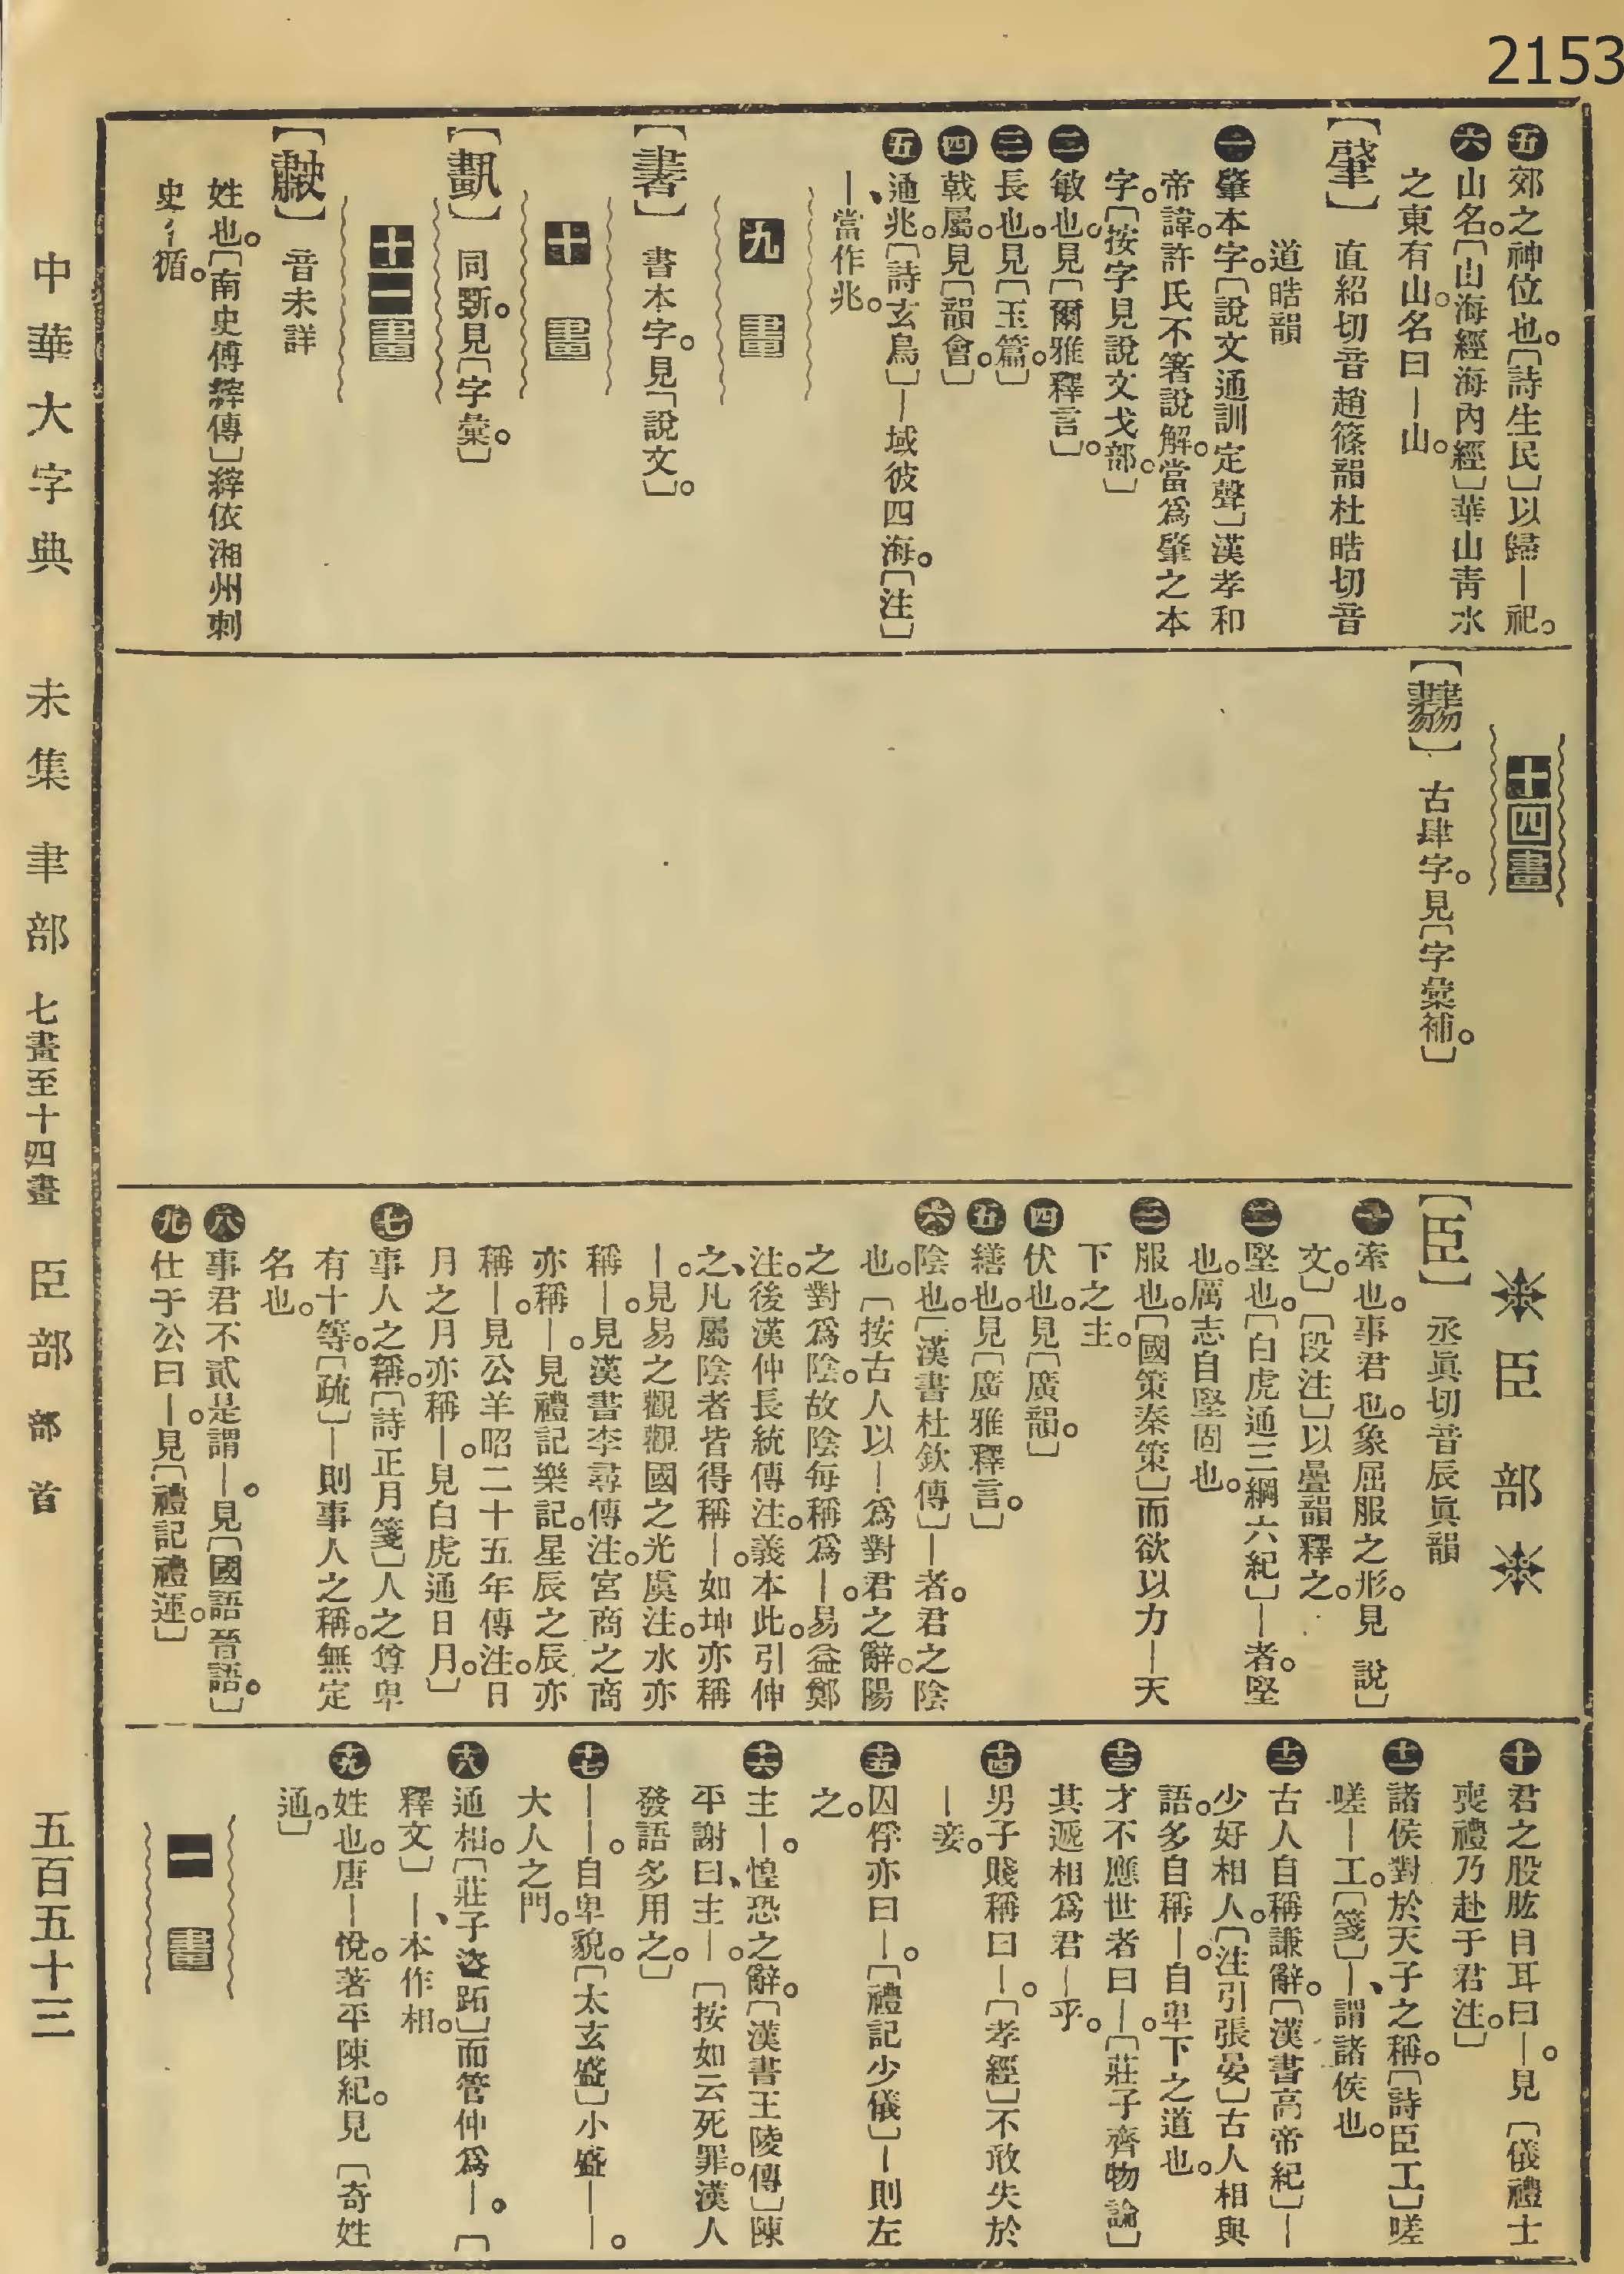 2153
五郊之神位也。〔詩生民〕以歸―祀。
六山名。〔山海經海內經〕華山靑水
之東有山。名曰―山。
【肈】直紹切音趙篠韻杜晧切音
道晧韻
一肈本字。〔說文通訓定聲〕漢孝和
帝諱。許氏不箸說解。當爲肇之本
字。〔按字見說文戈部。〕
二敏也。見〔爾雅釋言。〕
三長也。見〔玉篇。〕
四戟屬。見〔韻會。〕
五通兆。〔詩玄鳥〕―域彼四海。〔注〕
―、當作兆。
九畫
【書】書本字。見〔說文〕。
十畫
同斲。見〔字彙。〕
十一畫
音未詳
姓也。〔南史傅縡傳〕縡依湘州刺
史――循。
十四畫
古肆字。見〔字彙補。〕
臣部
【臣】丞眞切音辰眞韻
一牽也。事君也。象屈服之形。見〔說
文。〕〔段注〕以疊韻釋之。
二堅也。〔白虎通三綱六紀〕―者。堅
也。厲志自堅固也。
三服也。〔國策秦策〕而欲以力―天
下之主。
四伏也。見〔廣韻。〕
五繕也。見〔廣雅釋言。〕
六陰也。〔漢書杜欽傳〕―者。君之陰
也。〔按古人以―爲對君之辭。陽
之對爲陰。故陰每稱爲―。易益鄭
注。後漢仲長統傳注。義本此。引伸
之、凡屬陰者皆得稱―。如坤亦稱
―。見易之觀觀國之光虞注。水亦
稱―。見漢書李尋傳注。宮商之商
亦稱―。見禮記樂記。星辰之辰亦
稱―。見公羊昭二十五年傳注。日
月之月亦稱―。見白虎通日月。〕
七事人之稱。〔詩正月箋〕人之尊卑
有十等。〔疏〕―則事人之稱。無定
名也。
八事君不貳是謂―。見〔國語晉語。〕
九仕于公曰―。見〔禮記禮運。〕
十君之股肱目耳曰―。見〔儀禮士
喪禮乃赴于君注。〕
十一諸侯對於天子之稱。〔詩臣工〕嗟
嗟―工。〔箋〕―、謂諸侯也。
十二古人自稱謙辭。〔漢書高帝紀〕―
少好相人。〔注引張晏〕古人相與
語。多自稱―。自卑下之道也。
十三才不應世者曰―。〔莊子齊物論〕
其遞相爲君―乎。
十四男子賤稱曰―。〔孝經〕不敢失於
―妾。
十五囚俘亦曰―。〔禮記少儀〕―則左
之。
十六主―。惶恐之辭。〔漢書王陵傳〕陳
平謝曰、主―。〔按如云死罪。漢人
發語多用之。〕
十七――。自卑貌。〔太玄盛〕小盛――。
大人之門。
十八通相。〔莊子盜跖〕而管仲爲―。〔
釋文〕―、本作相。
十九姓也。唐―悅。著平陳紀。見〔奇姓
通。〕
一畫
中華大字典 未集 聿部 七畫至十四畫 臣部 部首 五百五十三